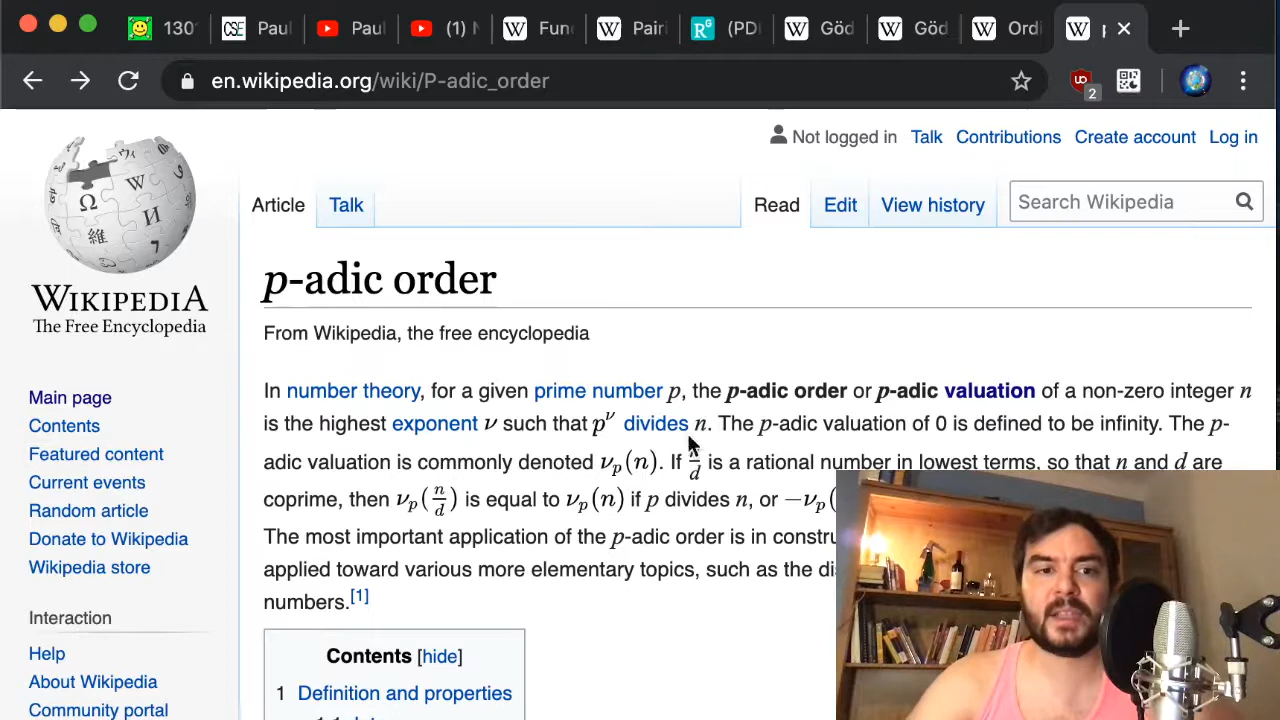 130
CSE Paul
Paul
(1) N
W Func
W Pairi
RG (PD
W Göd
W Göd
W Ordi
W
en.wikipedia.org/wiki/P-adic_order
2
Not logged in Talk Contributions Create account Log in
Article Talk Read Edit View history Search Wikipedia
WIKIPEDIA
The Free Encyclopedia
p-adic order
From Wikipedia, the free encyclopedia
In number theory, for a given prime number p, the p-adic order or p-adic valuation of a non-zero integer n
is the highest exponent ν such that p^ν divides n. The p-adic valuation of 0 is defined to be infinity. The p-
adic valuation is commonly denoted ν_p(n). If n/d is a rational number in lowest terms, so that n and d are
coprime, then ν_p(n/d) is equal to ν_p(n) if p divides n, or −ν_p(
The most important application of the p-adic order is in constru
applied toward various more elementary topics, such as the di
numbers.[1]
Contents [hide]
1 Definition and properties
Main page
Contents
Featured content
Current events
Random article
Donate to Wikipedia
Wikipedia store
Interaction
Help
About Wikipedia
Community portal